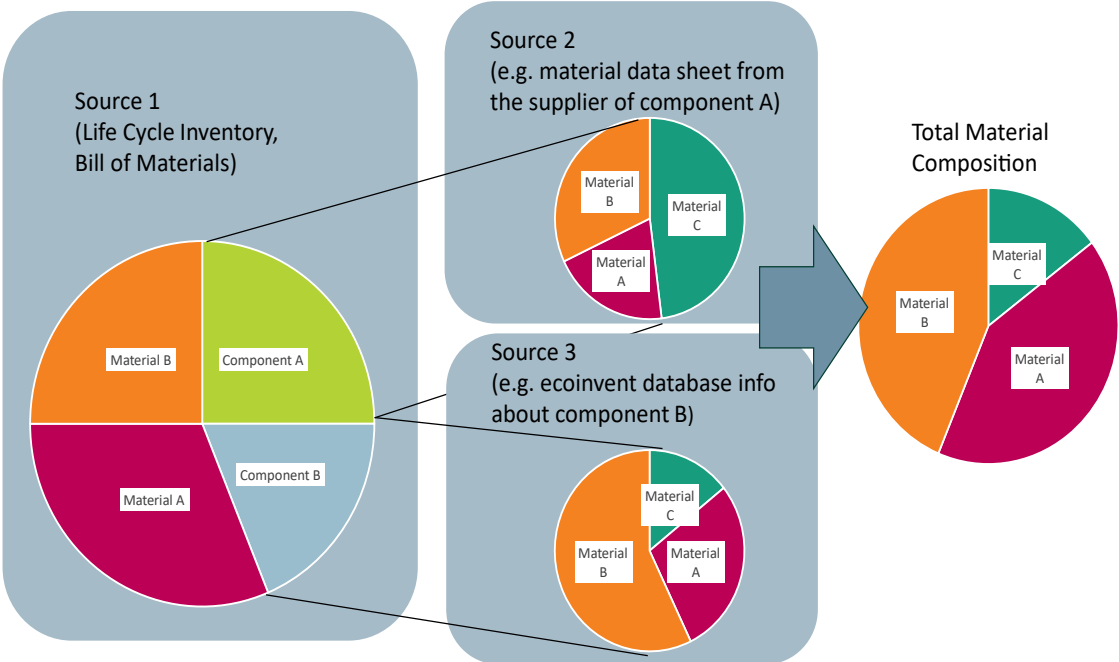 Source 1
(Life Cycle Inventory,
Bill of Materials)
Material B
Component A
Material A
Component B
Source 2
(e.g. material data sheet from
the supplier of component A)
Material
B
Material
C
Material
A
Source 3
(e.g. ecoinvent database info
about component B)
Material
C
Material
B
Material
A
Total Material
Composition
Material
C
Material
B
Material
A